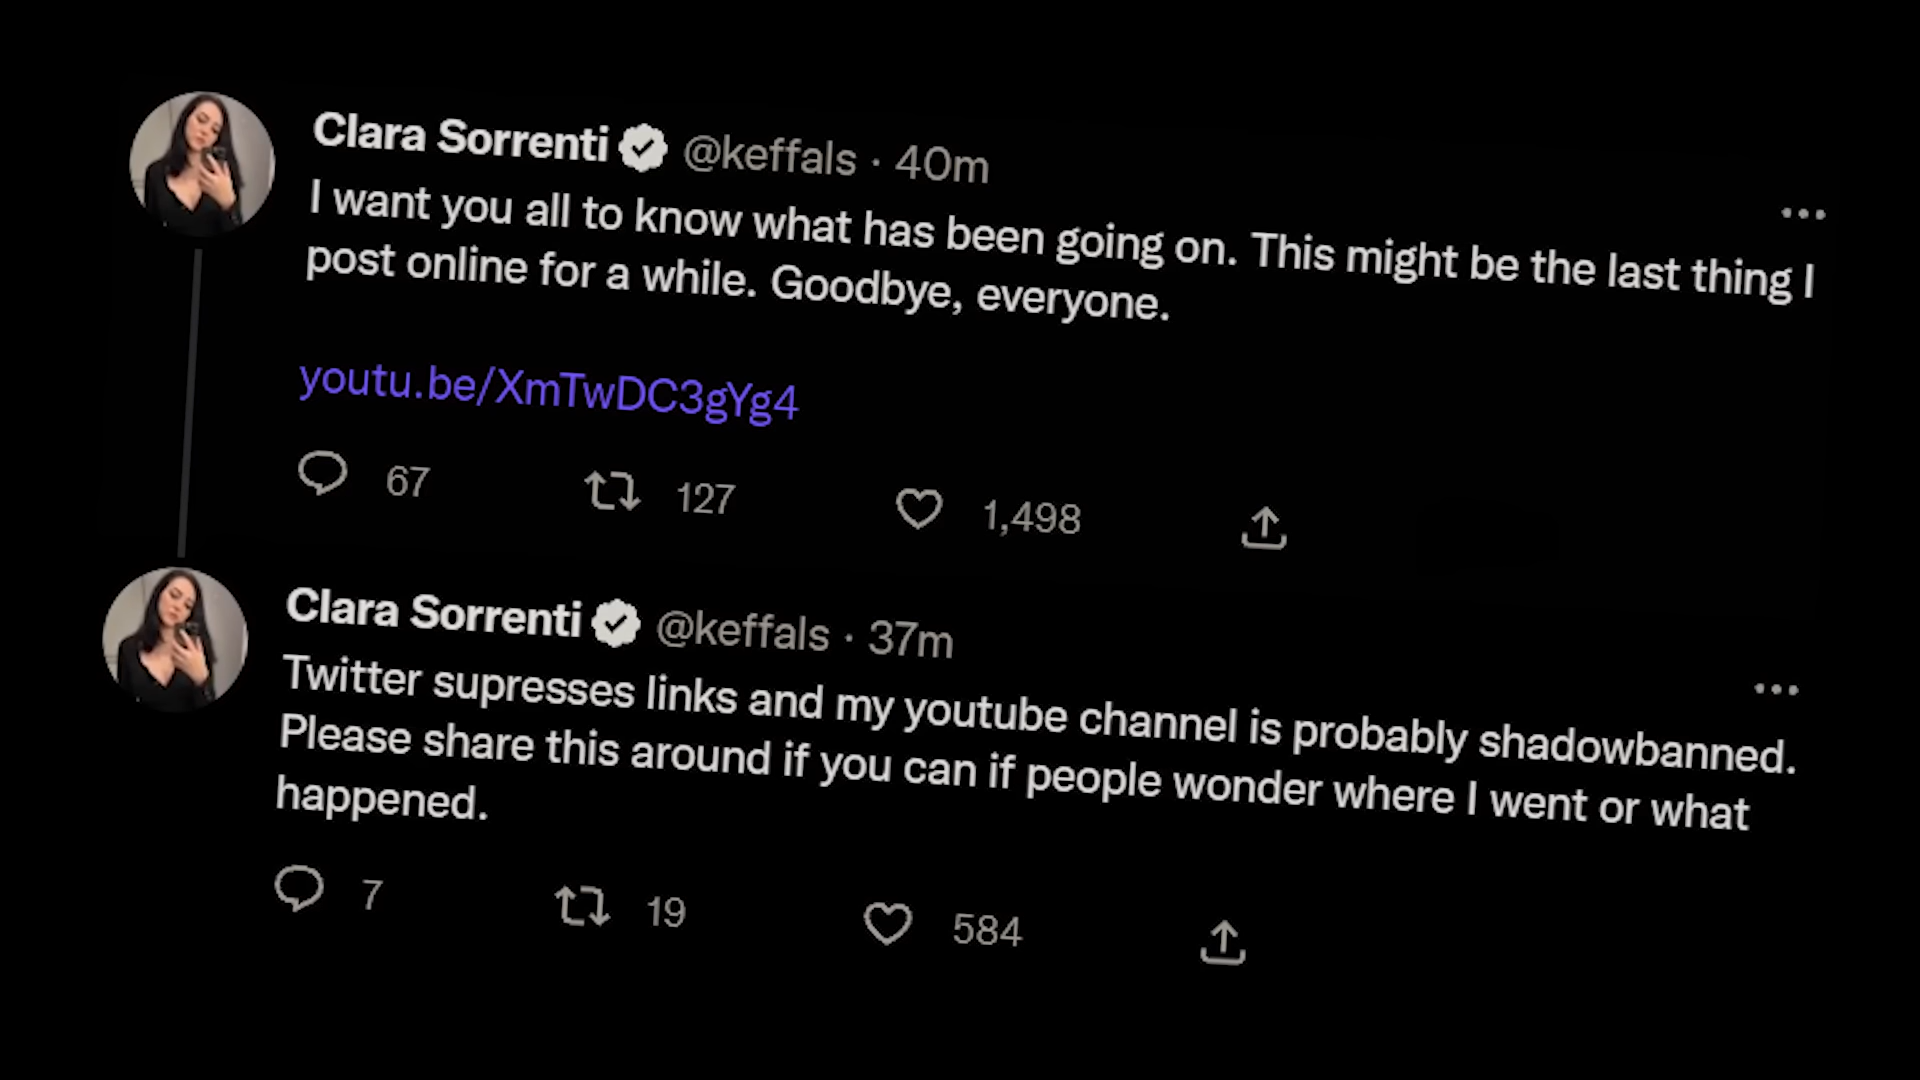 Clara Sorrenti @keffals · 40m
I want you all to know what has been going on. This might be the last thing I
post online for a while. Goodbye, everyone.
youtu.be/XmTwDC3gYg4
67 127 1,498
Clara Sorrenti @keffals · 37m
Twitter supresses links and my youtube channel is probably shadowbanned.
Please share this around if you can if people wonder where I went or what
happened.
7 19 584